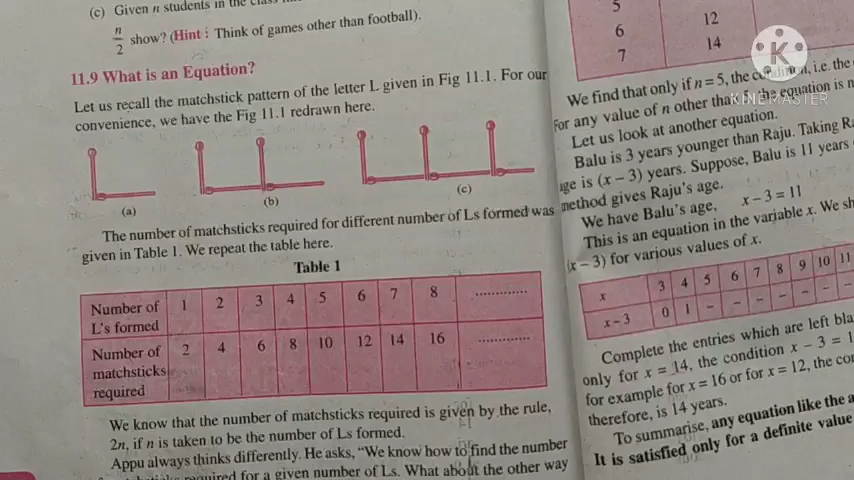 (c) Given n students in the class
n/2 show? (Hint : Think of games other than football).
11.9 What is an Equation?
Let us recall the matchstick pattern of the letter L given in Fig 11.1. For our
convenience, we have the Fig 11.1 redrawn here.
(a)
(b)
(c)
The number of matchsticks required for different number of Ls formed was
given in Table 1. We repeat the table here.
Table 1
Number of L's formed 1 2 3 4 5 6 7 8 ...............
Number of matchsticks required 2 4 6 8 10 12 14 16 ...............
We know that the number of matchsticks required is given by the rule,
2n, if n is taken to be the number of Ls formed.
Appu always thinks differently. He asks, "We know how to find the number
required for a given number of Ls. What about the other way
5
6 12
7 14
KINEMASTER
We find that only if n = 5, the condition, i.e. the
For any value of n other than 5, the equation is n
Let us look at another equation.
Balu is 3 years younger than Raju. Taking Ra
age is (x – 3) years. Suppose, Balu is 11 years
method gives Raju's age.
We have Balu's age, x – 3 = 11
This is an equation in the variable x. We sh
(x – 3) for various values of x.
x 3 4 5 6 7 8 9 10 11
x – 3 0 1 – – – – – – –
Complete the entries which are left bla
only for x = 14, the condition x – 3 = 1
for example for x = 16 or for x = 12, the co
therefore, is 14 years.
To summarise, any equation like the a
It is satisfied only for a definite value